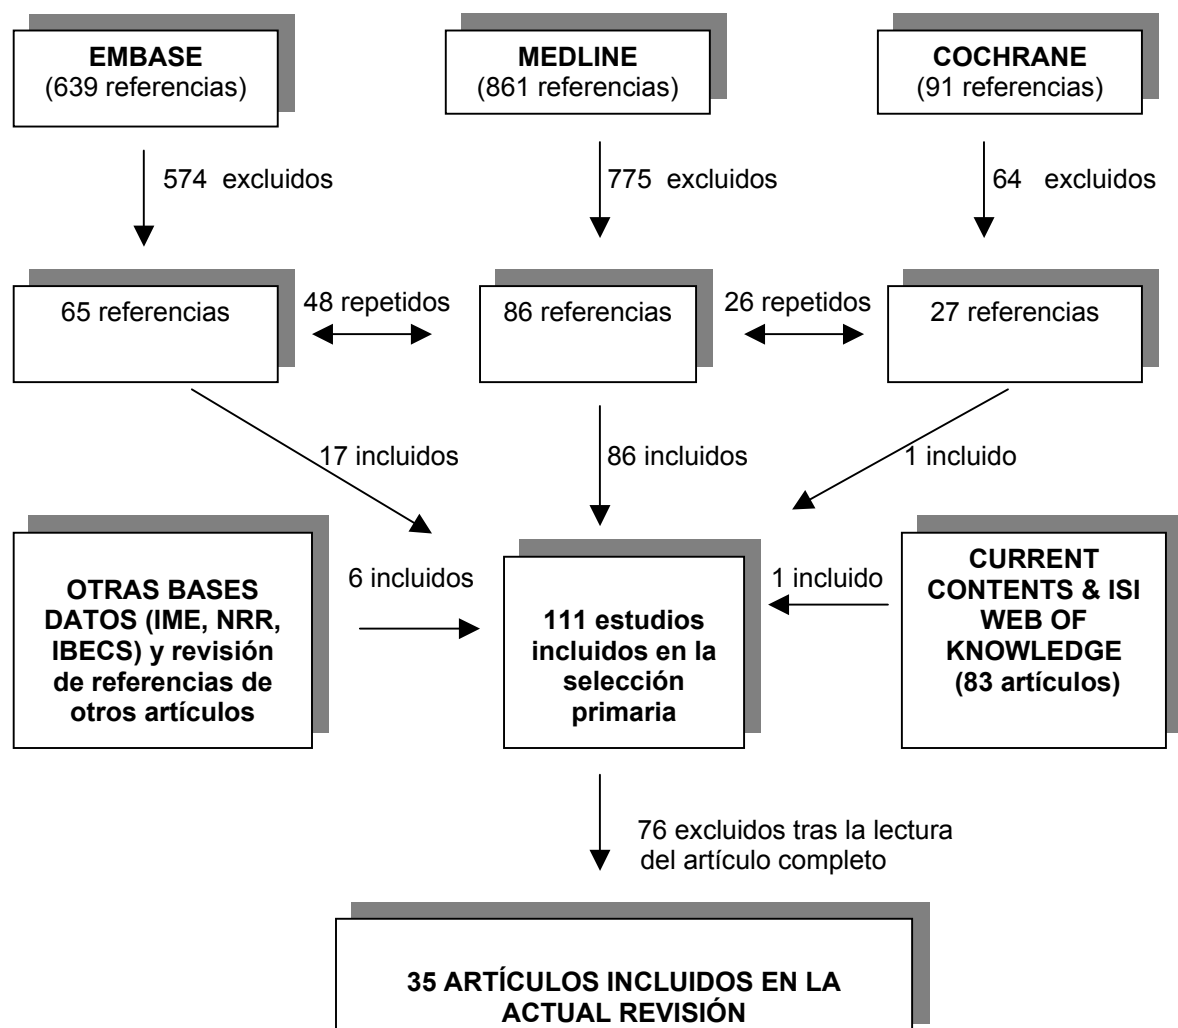 EMBASE
(639 referencias)
MEDLINE
(861 referencias)
COCHRANE
(91 referencias)
574 excluidos
775 excluidos
64 excluidos
65 referencias
48 repetidos
86 referencias
26 repetidos
27 referencias
17 incluidos
86 incluidos
1 incluido
OTRAS BASES
DATOS (IME, NRR,
IBECS) y revisión
de referencias de
otros artículos
6 incluidos
111 estudios
incluidos en la
selección
primaria
1 incluido
CURRENT
CONTENTS & ISI
WEB OF
KNOWLEDGE
(83 artículos)
76 excluidos tras la lectura
del artículo completo
35 ARTÍCULOS INCLUIDOS EN LA
ACTUAL REVISIÓN